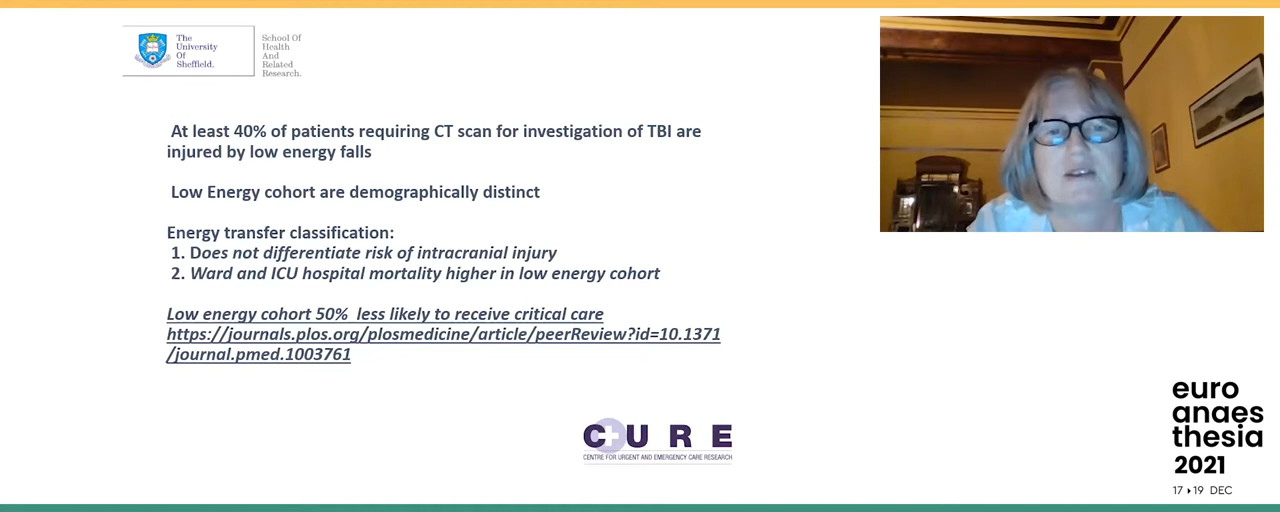 The
University
Of
Sheffield.
School Of
Health
And
Related
Research.
At least 40% of patients requiring CT scan for investigation of TBI are
injured by low energy falls
Low Energy cohort are demographically distinct
Energy transfer classification:
1. Does not differentiate risk of intracranial injury
2. Ward and ICU hospital mortality higher in low energy cohort
Low energy cohort 50% less likely to receive critical care
https://journals.plos.org/plosmedicine/article/peerReview?id=10.1371
/journal.pmed.1003761
CURE
CENTRE FOR URGENT AND EMERGENCY CARE RESEARCH
euro
anaes
thesia
2021
17 ▸ 19 DEC